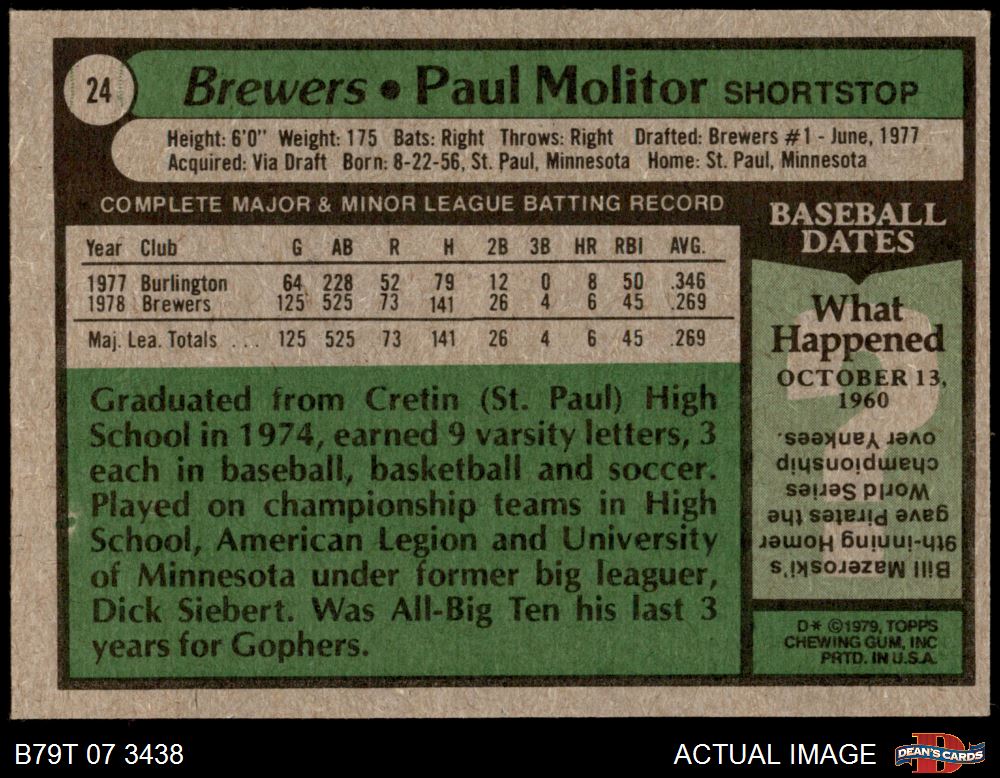 24
Brewers • Paul Molitor SHORTSTOP
Height: 6'0" Weight: 175 Bats: Right Throws: Right Drafted: Brewers #1 - June, 1977
Acquired: Via Draft Born: 8-22-56, St. Paul, Minnesota Home: St. Paul, Minnesota
COMPLETE MAJOR & MINOR LEAGUE BATTING RECORD
Year Club G AB R H 2B 3B HR RBI AVG.
1977 Burlington 64 228 52 79 12 0 8 50 .346
1978 Brewers 125 525 73 141 26 4 6 45 .269
Maj. Lea. Totals ... 125 525 73 141 26 4 6 45 .269
Graduated from Cretin (St. Paul) High
School in 1974, earned 9 varsity letters, 3
each in baseball, basketball and soccer.
Played on championship teams in High
School, American Legion and University
of Minnesota under former big leaguer,
Dick Siebert. Was All-Big Ten his last 3
years for Gophers.
BASEBALL
DATES
What
Happened
OCTOBER 13,
1960
?
Bill Mazeroski's
9th-inning Homer
gave Pirates the
World Series
championship
over Yankees.
D* ©1979, TOPPS
CHEWING GUM, INC
PRTD. IN U.S.A.
B79T 07 3438
ACTUAL IMAGE
DEAN'S CARDS